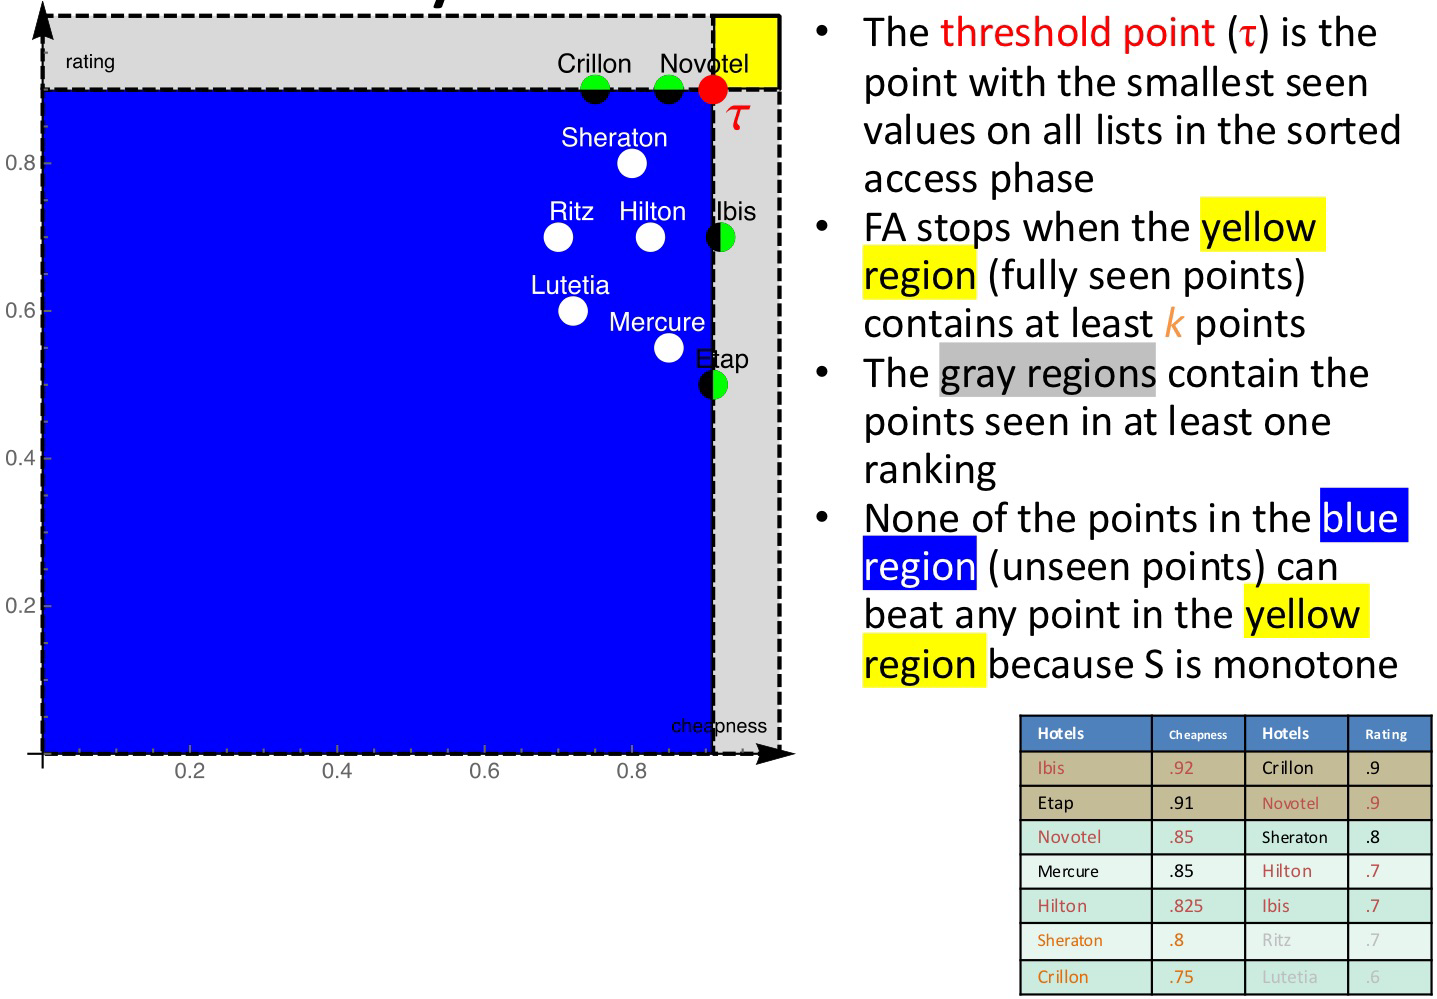 rating
Crillon
Novotel
τ
Sheraton
0.8
Ritz
Hilton
Ibis
Lutetia
0.6
Mercure
Etap
0.4
0.2
cheapness
0.2
0.4
0.6
0.8
• The threshold point (τ) is the
point with the smallest seen
values on all lists in the sorted
access phase
• FA stops when the yellow
region (fully seen points)
contains at least k points
• The gray regions contain the
points seen in at least one
ranking
• None of the points in the blue
region (unseen points) can
beat any point in the yellow
region because S is monotone
Hotels Cheapness Hotels Rating
Ibis .92 Crillon .9
Etap .91 Novotel .9
Novotel .85 Sheraton .8
Mercure .85 Hilton .7
Hilton .825 Ibis .7
Sheraton .8 Ritz .7
Crillon .75 Lutetia .6